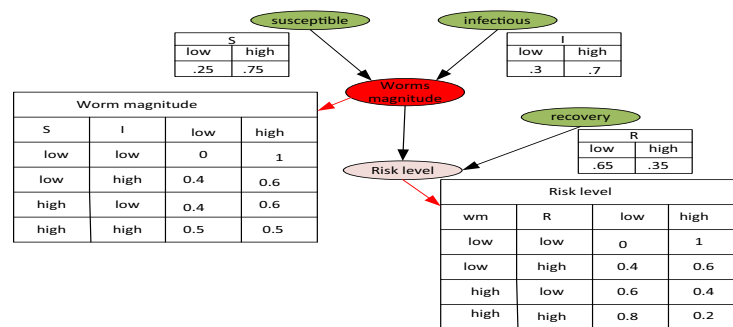 susceptible
infectious
S
low high
.25 .75
I
low high
.3 .7
Worms
magnitude
Worm magnitude
S I low high
low low 0 1
low high 0.4 0.6
high low 0.4 0.6
high high 0.5 0.5
recovery
R
low high
.65 .35
Risk level
Risk level
wm R low high
low low 0 1
low high 0.4 0.6
high low 0.6 0.4
high high 0.8 0.2